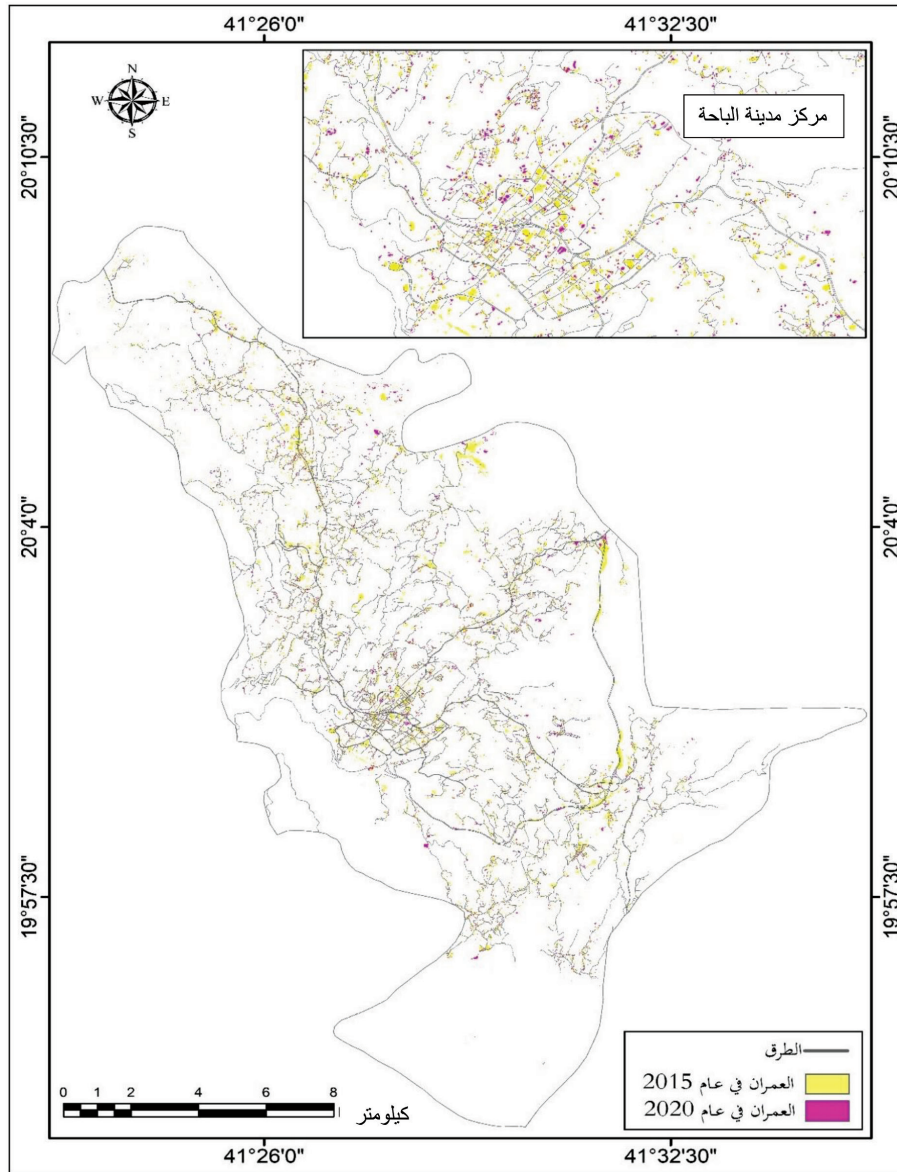 41°26'0" 41°32'30"
N
W E
S
مركز مدينة الباحة
20°10'30" 20°10'30"
20°4'0" 20°4'0"
19°57'30" 19°57'30"
الطرق
العمران في عام 2015
العمران في عام 2020
0 1 2 4 6 8
كيلومتر
41°26'0" 41°32'30"